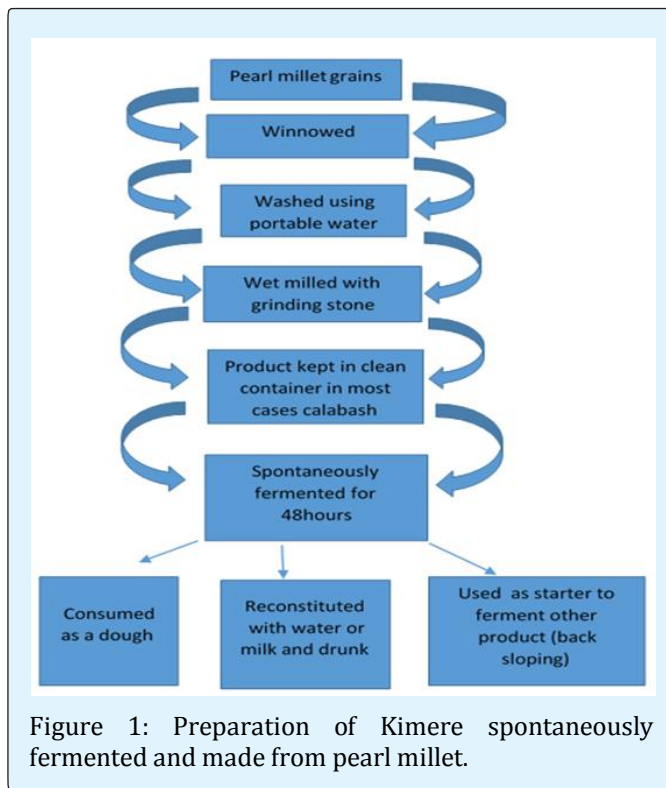 Pearl millet grains
Winnowed
Washed using
portable water
Wet milled with
grinding stone
Product kept in clean
container in most
cases calabash
Spontaneously
fermented for
48hours
Consumed
as a dough
Reconstituted
with water or
milk and drunk
Used as starter to
ferment other
product (back
sloping)
Figure 1: Preparation of Kimere spontaneously
fermented and made from pearl millet.